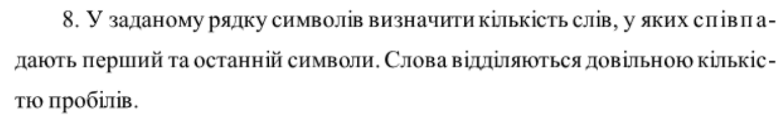 8. У заданому рядку символів визначити кількість слів, у яких співпа-
дають перший та останній символи. Слова відділяються довільною кількіс-
тю пробілів.